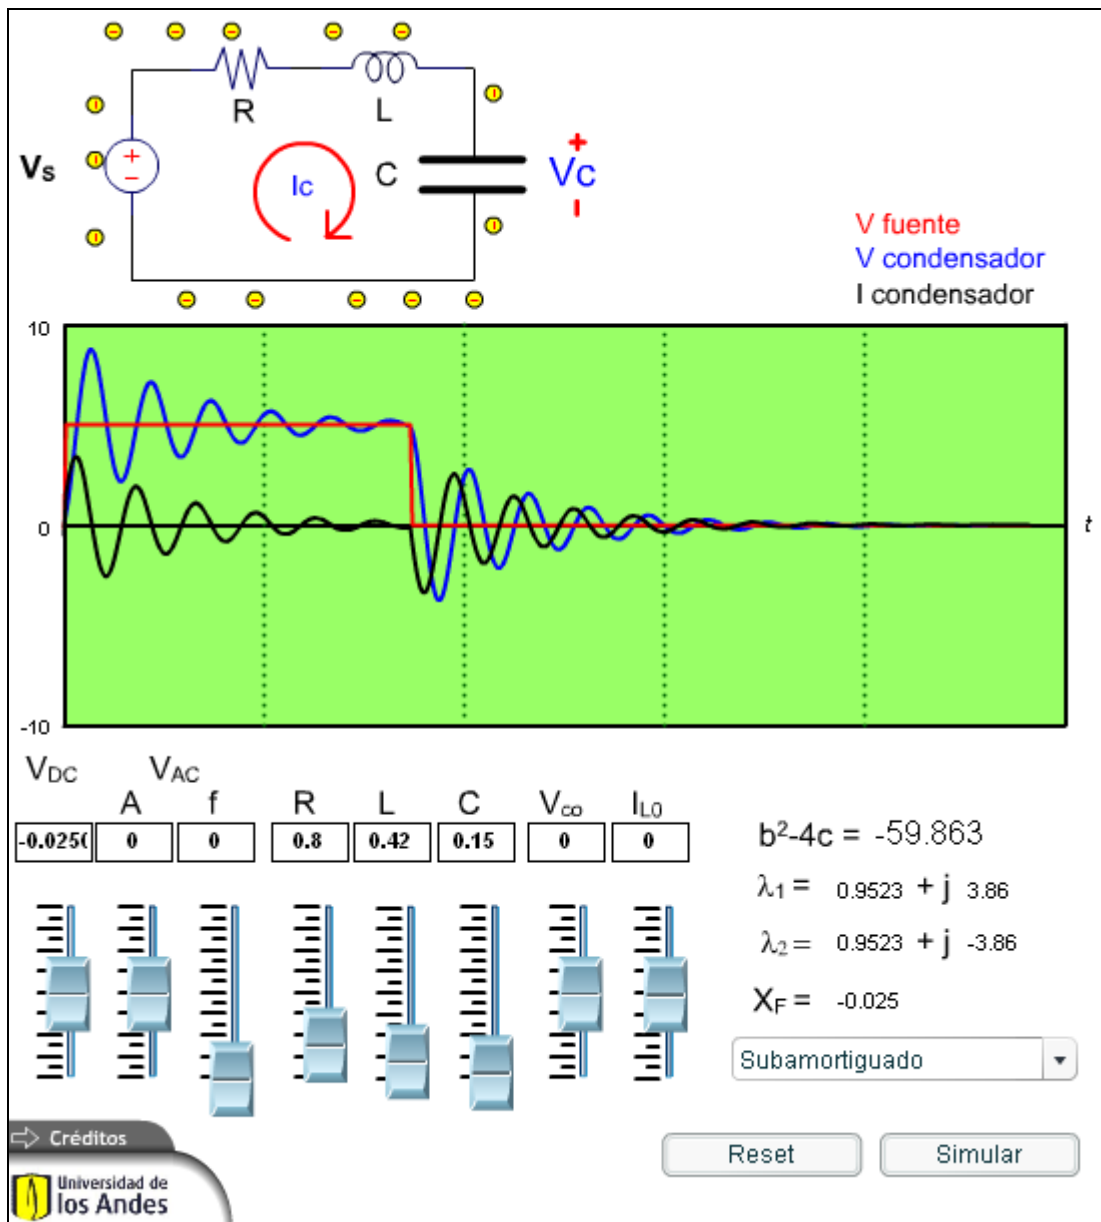 R
L
Vs
+
−
Ic
C
+
Vc
−
V fuente
V condensador
I condensador
10
0
t
-10
VDC
VAC
A f R L C Vco IL0
-0.025( 0 0 0.8 0.42 0.15 0 0
b²-4c = -59.863
λ1 = 0.9523 + j 3.86
λ2 = 0.9523 + j -3.86
XF = -0.025
Subamortiguado
Reset Simular
Créditos
Universidad de
los Andes